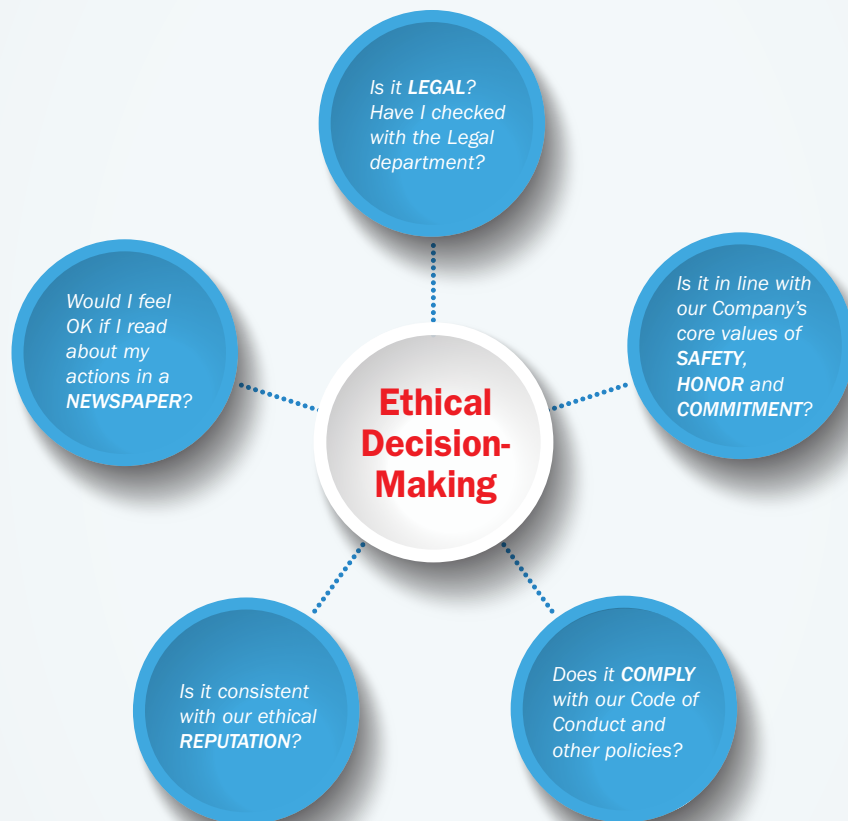 Is it LEGAL?
Have I checked
with the Legal
department?
Is it in line with
our Company's
core values of
SAFETY,
HONOR and
COMMITMENT?
Does it COMPLY
with our Code of
Conduct and
other policies?
Is it consistent
with our ethical
REPUTATION?
Would I feel
OK if I read
about my
actions in a
NEWSPAPER?
Ethical
Decision-
Making